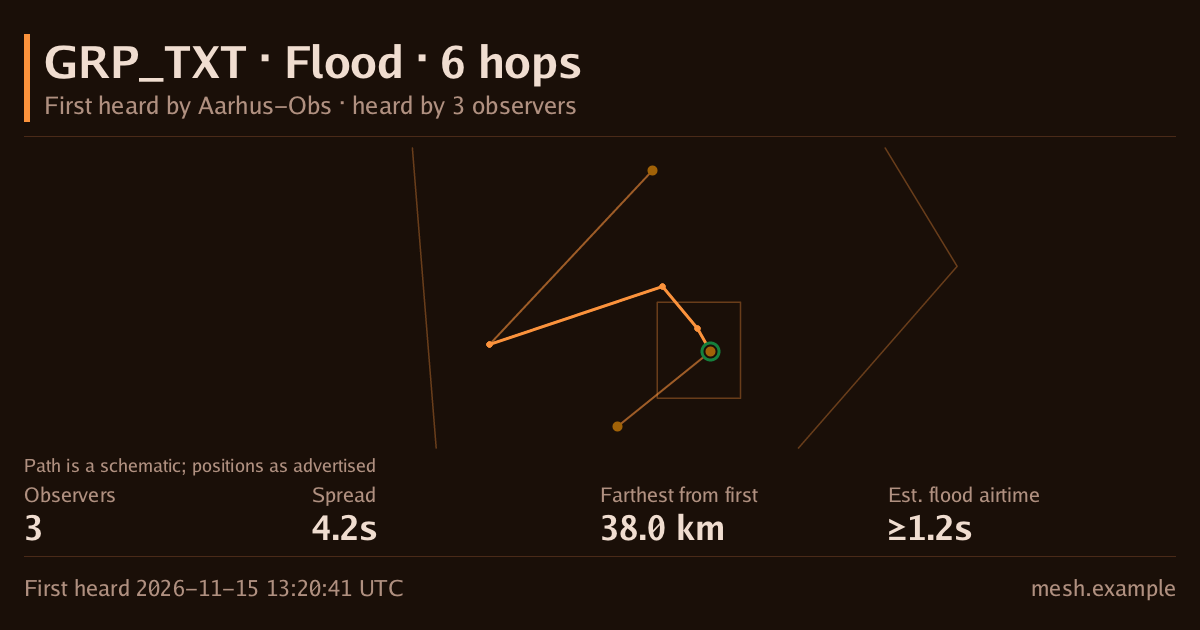 GRP_TXT · Flood · 6 hops
First heard by Aarhus-Obs · heard by 3 observers
Path is a schematic; positions as advertised
Observers
3
Spread
4.2s
Farthest from first
38.0 km
Est. flood airtime
≥1.2s
First heard 2026-11-15 13:20:41 UTC
mesh.example